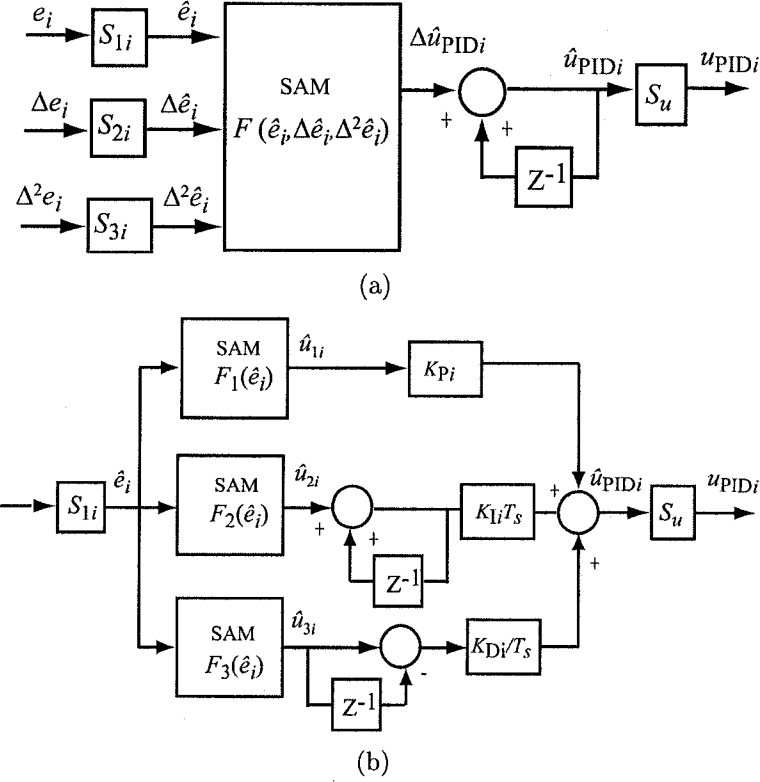 e_i S_1i ê_i SAM Δû_PIDi û_PIDi u_PIDi
Δe_i S_2i Δê_i F (ê_i, Δê_i, Δ²ê_i) + + S_u
Z⁻¹
Δ²e_i S_3i Δ²ê_i
(a)
SAM û_1i K_Pi
F_1(ê_i)
S_1i ê_i SAM û_2i + + K_Ii T_s + û_PIDi S_u u_PIDi
F_2(ê_i)
Z⁻¹ +
SAM û_3i K_Di/T_s
F_3(ê_i) -
Z⁻¹
(b)